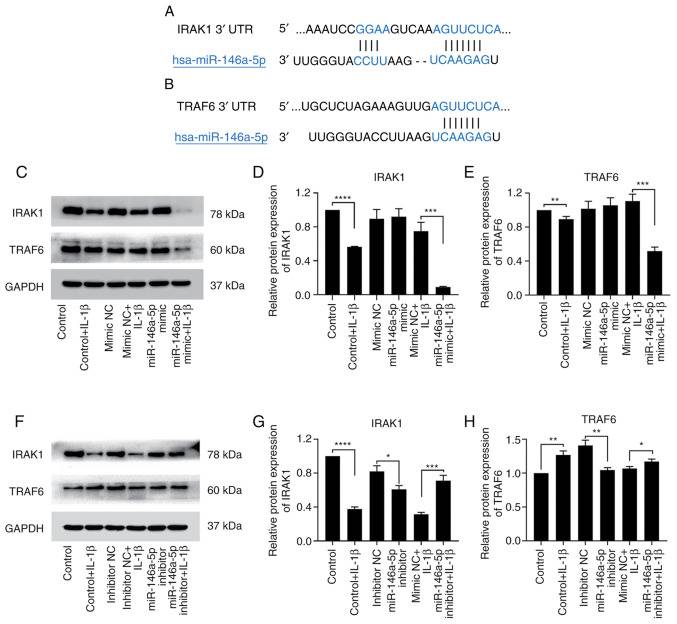 A
IRAK1 3′ UTR 5′ ...AAAUCCGGAAGUCAAAGUUCUCA...
hsa-miR-146a-5p 3′ UUGGGUACCUUAAG--UCAAGAGU
B
TRAF6 3′ UTR 5′ ...UGCUCUAGAAAGUUGAGUUCUCA...
hsa-miR-146a-5p 3′ UUGGGUACCUUAAGUCAAGAGU
C
IRAK1 78 kDa
TRAF6 60 kDa
GAPDH 37 kDa
Control
Control+IL-1β
Mimic NC
Mimic NC+
IL-1β
miR-146a-5p
mimic
miR-146a-5p
mimic+IL-1β
D
IRAK1
Relative protein expression
of IRAK1
1.2
0.9
0.6
0.3
0.0
****
***
Control
Control+IL-1β
Mimic NC
miR-146a-5p
mimic
Mimic NC+
IL-1β
miR-146a-5p
mimic+IL-1β
E
TRAF6
Relative protein expression
of TRAF6
1.2
0.8
0.4
0.0
**
***
Control
Control+IL-1β
Mimic NC
miR-146a-5p
mimic
Mimic NC+
IL-1β
miR-146a-5p
mimic+IL-1β
F
IRAK1 78 kDa
TRAF6 60 kDa
GAPDH 37 kDa
Control
Control+IL-1β
Inhibitor NC
Inhibitor NC+
IL-1β
miR-146a-5p
inhibitor
miR-146a-5p
inhibitor+IL-1β
G
IRAK1
Relative protein expression
of IRAK1
1.2
0.8
0.4
0.0
****
*
***
Control
Control+IL-1β
Inhibitor NC
miR-146a-5p
inhibitor
Mimic NC+
IL-1β
miR-146a-5p
inhibitor+IL-1β
H
TRAF6
Relative protein expression
of TRAF6
1.5
1.0
0.5
0.0
**
**
*
Control
Control+IL-1β
Inhibitor NC
miR-146a-5p
inhibitor
Mimic NC+
IL-1β
miR-146a-5p
inhibitor+IL-1β